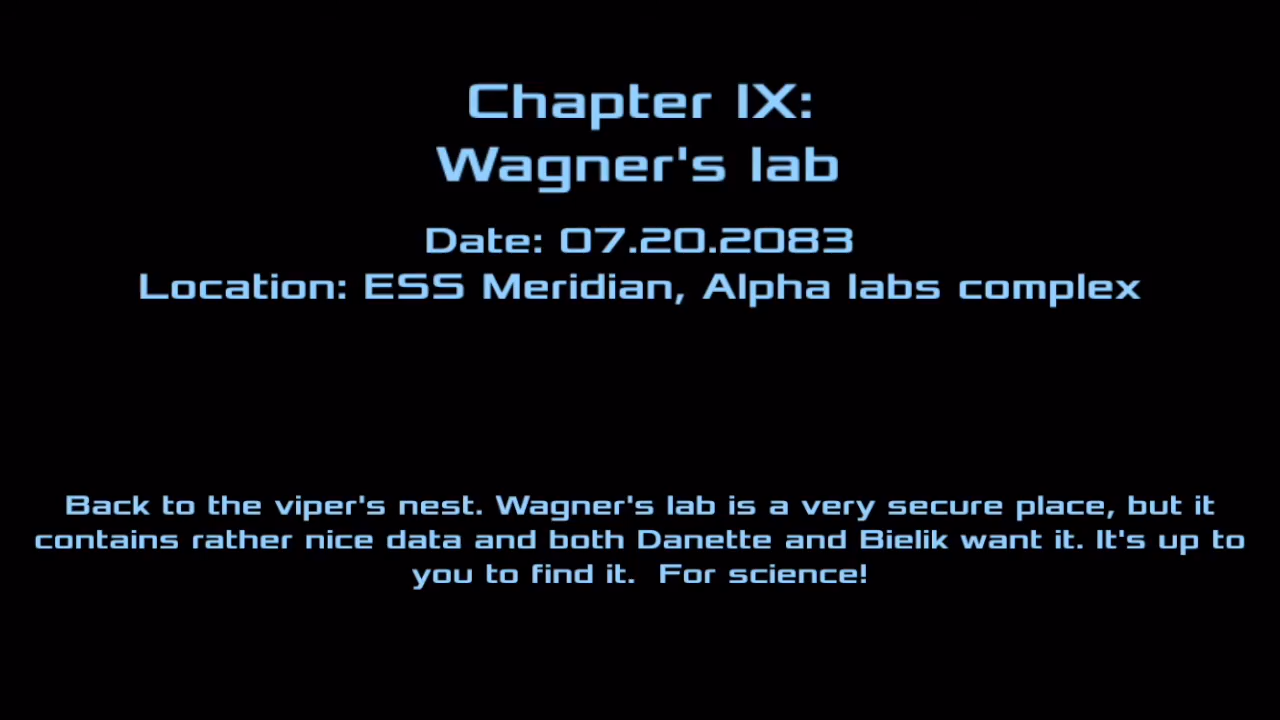 Chapter IX:
Wagner's lab
Date: 07.20.2083
Location: ESS Meridian, Alpha labs complex
Back to the viper's nest. Wagner's lab is a very secure place, but it
contains rather nice data and both Danette and Bielik want it. It's up to
you to find it.  For science!